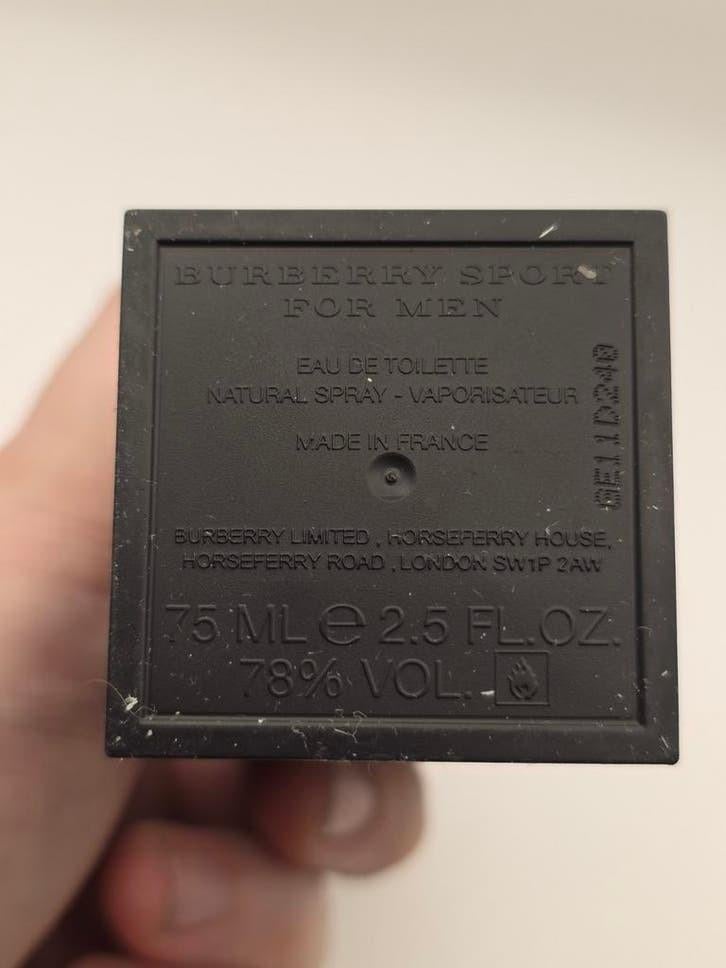 BURBERRY SPORT
FOR MEN
EAU DE TOILETTE
NATURAL SPRAY - VAPORISATEUR
MADE IN FRANCE
BURBERRY LIMITED , HORSEFERRY HOUSE,
HORSEFERRY ROAD , LONDON SW1P 2AW
75 ML ℮ 2.5 FL.OZ.
78% VOL.